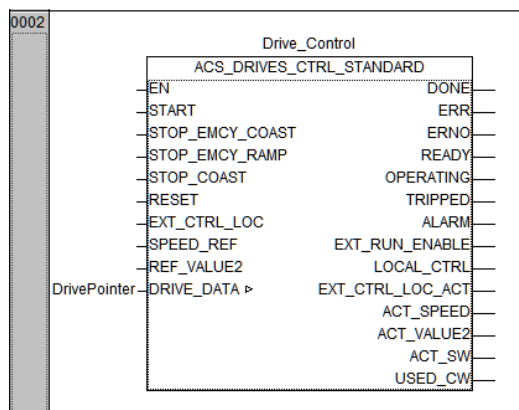 0002
Drive_Control
ACS_DRIVES_CTRL_STANDARD
EN DONE
START ERR
STOP_EMCY_COAST ERNO
STOP_EMCY_RAMP READY
STOP_COAST OPERATING
RESET TRIPPED
EXT_CTRL_LOC ALARM
SPEED_REF EXT_RUN_ENABLE
REF_VALUE2 LOCAL_CTRL
DrivePointer DRIVE_DATA ▹ EXT_CTRL_LOC_ACT
ACT_SPEED
ACT_VALUE2
ACT_SW
USED_CW